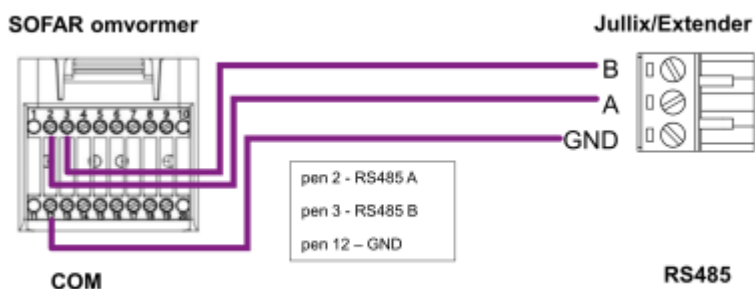 SOFAR omvormer
Jullix/Extender
1 2 3 4 5 6 7 8 9 10
B
A
GND
pen 2 - RS485 A
pen 3 - RS485 B
pen 12 – GND
COM
RS485